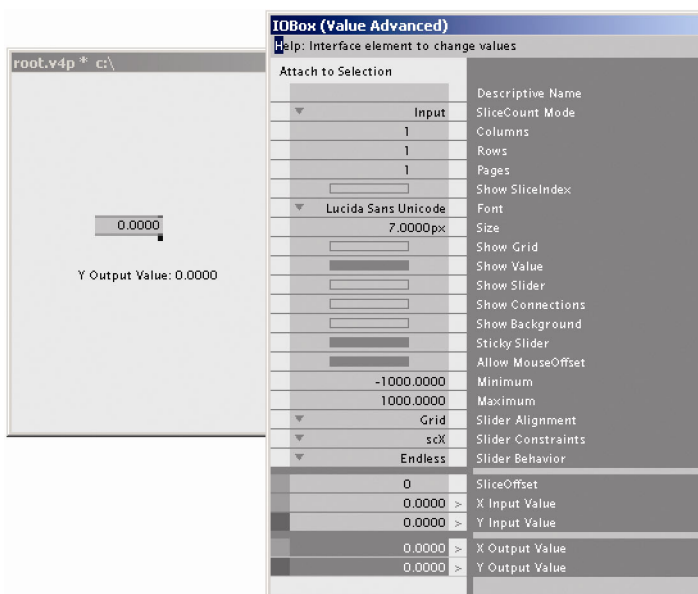 root.v4p * c:\
0.0000
Y Output Value: 0.0000
IOBox (Value Advanced)
Help: Interface element to change values
Attach to Selection
Descriptive Name
Input SliceCount Mode
1 Columns
1 Rows
1 Pages
Show SliceIndex
Lucida Sans Unicode Font
7.0000px Size
Show Grid
Show Value
Show Slider
Show Connections
Show Background
Sticky Slider
Allow MouseOffset
-1000.0000 Minimum
1000.0000 Maximum
Grid Slider Alignment
scX Slider Constraints
Endless Slider Behavior
0 SliceOffset
0.0000 > X Input Value
0.0000 > Y Input Value
0.0000 > X Output Value
0.0000 > Y Output Value